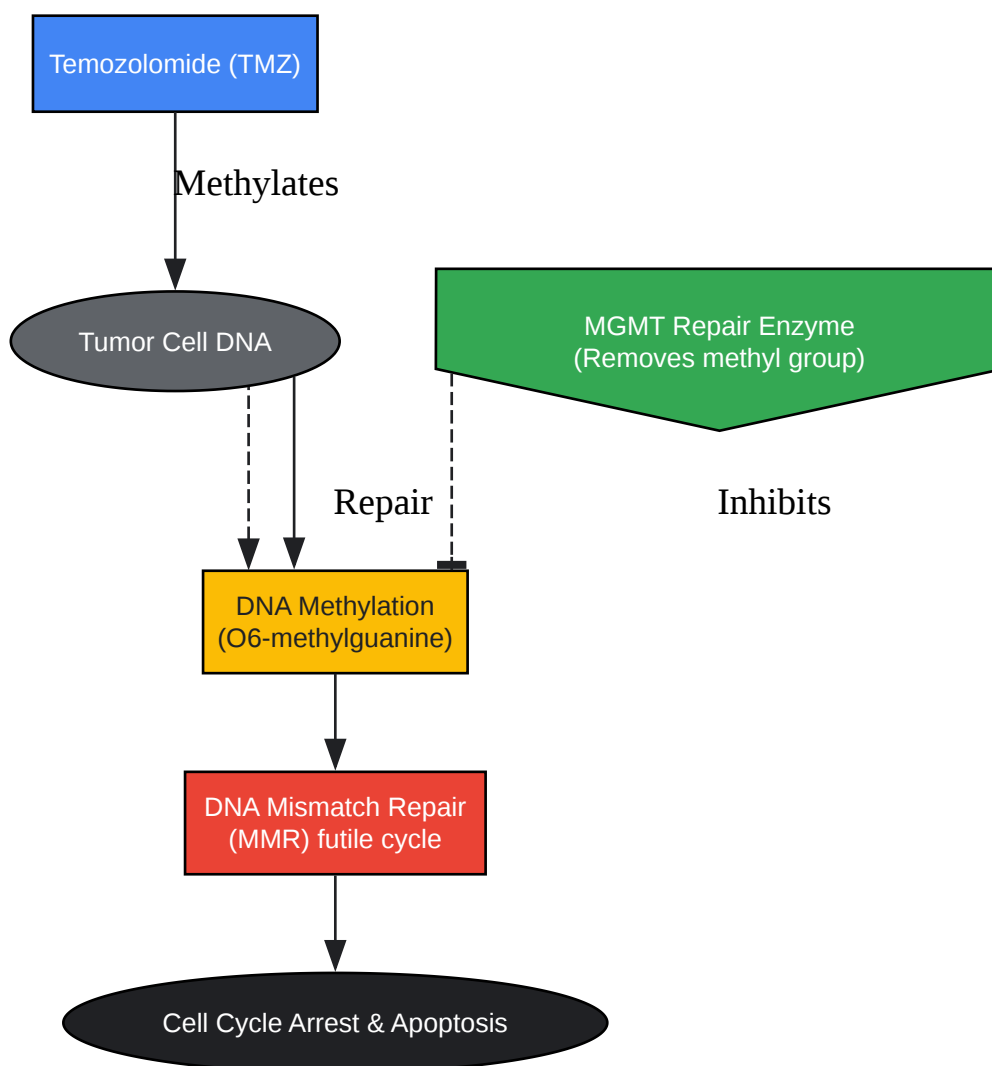 Temozolomide (TMZ)
Methylates
Tumor Cell DNA
MGMT Repair Enzyme
(Removes methyl group)
Repair
Inhibits
DNA Methylation
(O6-methylguanine)
DNA Mismatch Repair
(MMR) futile cycle
Cell Cycle Arrest & Apoptosis